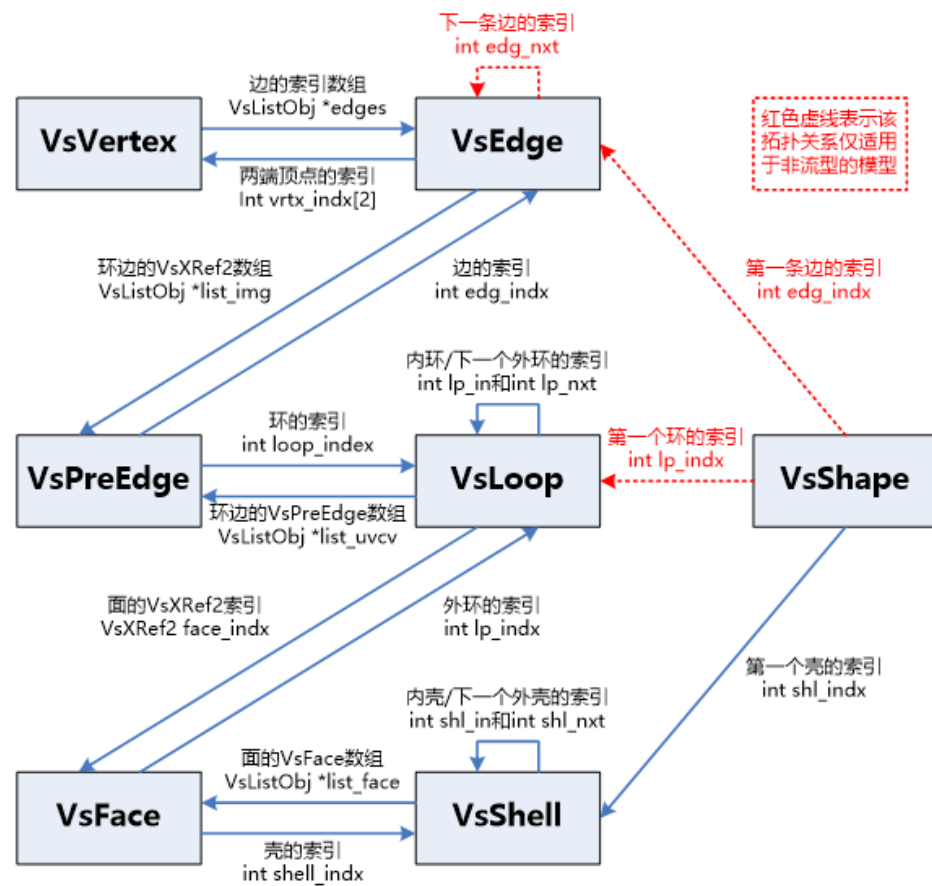 下一条边的索引
int edg_nxt
边的索引数组
VsListObj *edges
VsVertex
VsEdge
红色虚线表示该
拓扑关系仅适用
于非流型的模型
两端顶点的索引
Int vrtx_indx[2]
环边的VsXRef2数组
VsListObj *list_img
边的索引
int edg_indx
第一条边的索引
int edg_indx
内环/下一个外环的索引
int lp_in和int lp_nxt
环的索引
int loop_index
第一个环的索引
int lp_indx
VsPreEdge
VsLoop
VsShape
环边的VsPreEdge数组
VsListObj *list_uvcv
面的VsXRef2索引
VsXRef2 face_indx
外环的索引
int lp_indx
第一个壳的索引
int shl_indx
内壳/下一个外壳的索引
int shl_in和int shl_nxt
面的VsFace数组
VsListObj *list_face
VsFace
VsShell
壳的索引
int shell_indx